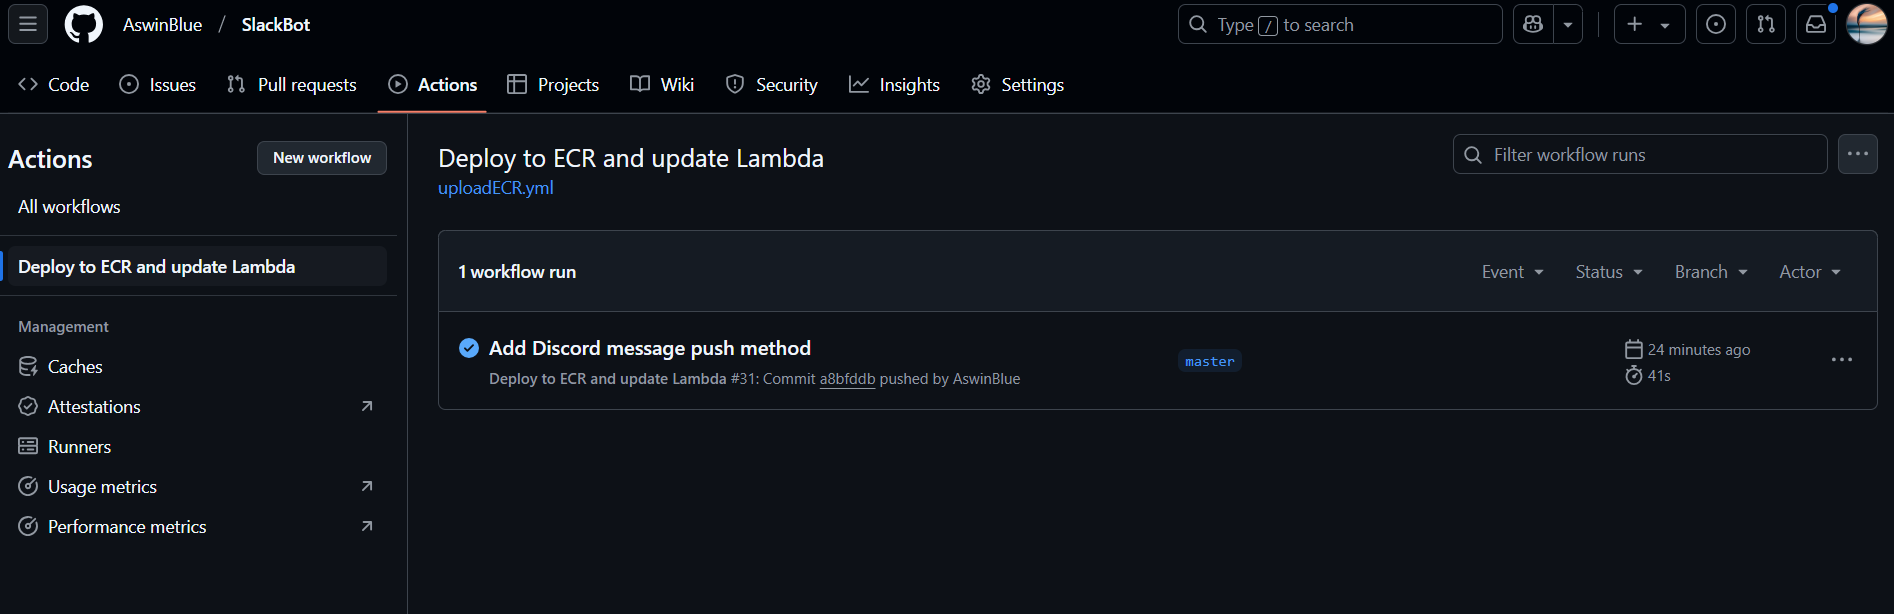 AswinBlue / SlackBot
Type / to search
Code Issues Pull requests Actions Projects Wiki Security Insights Settings
Actions
New workflow
All workflows
Deploy to ECR and update Lambda
Management
Caches
Attestations
Runners
Usage metrics
Performance metrics
Deploy to ECR and update Lambda
uploadECR.yml
Filter workflow runs
1 workflow run
Event Status Branch Actor
Add Discord message push method
Deploy to ECR and update Lambda #31: Commit a8bfddb pushed by AswinBlue
master
24 minutes ago
41s